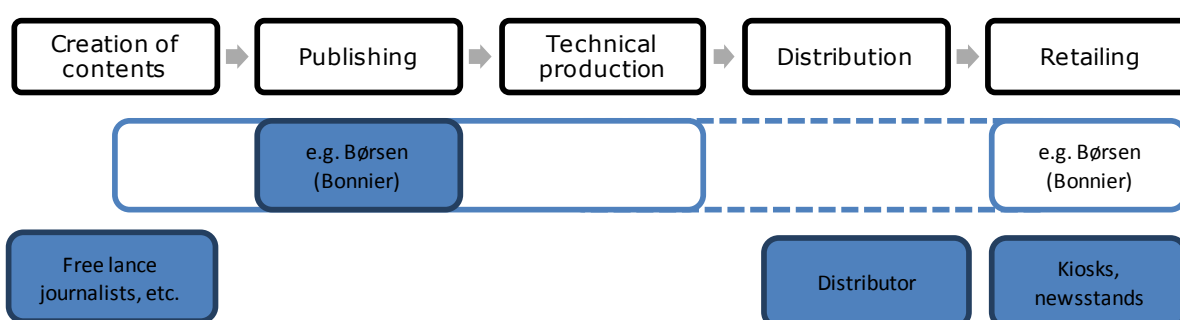 Creation of
contents
Publishing
Technical
production
Distribution
Retailing
e.g. Børsen
(Bonnier)
e.g. Børsen
(Bonnier)
Free lance
journalists, etc.
Distributor
Kiosks,
newsstands